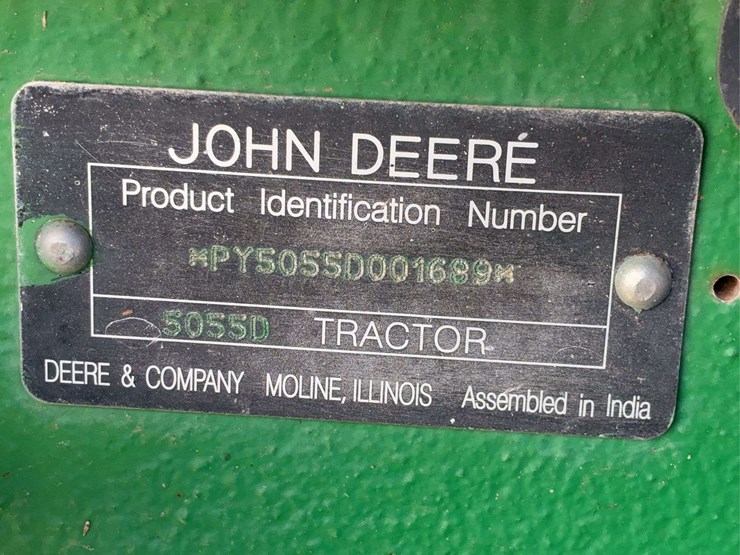 JOHN DEERE
Product Identification Number
*PY5055D001689*
5055D TRACTOR
DEERE & COMPANY MOLINE, ILLINOIS Assembled in India